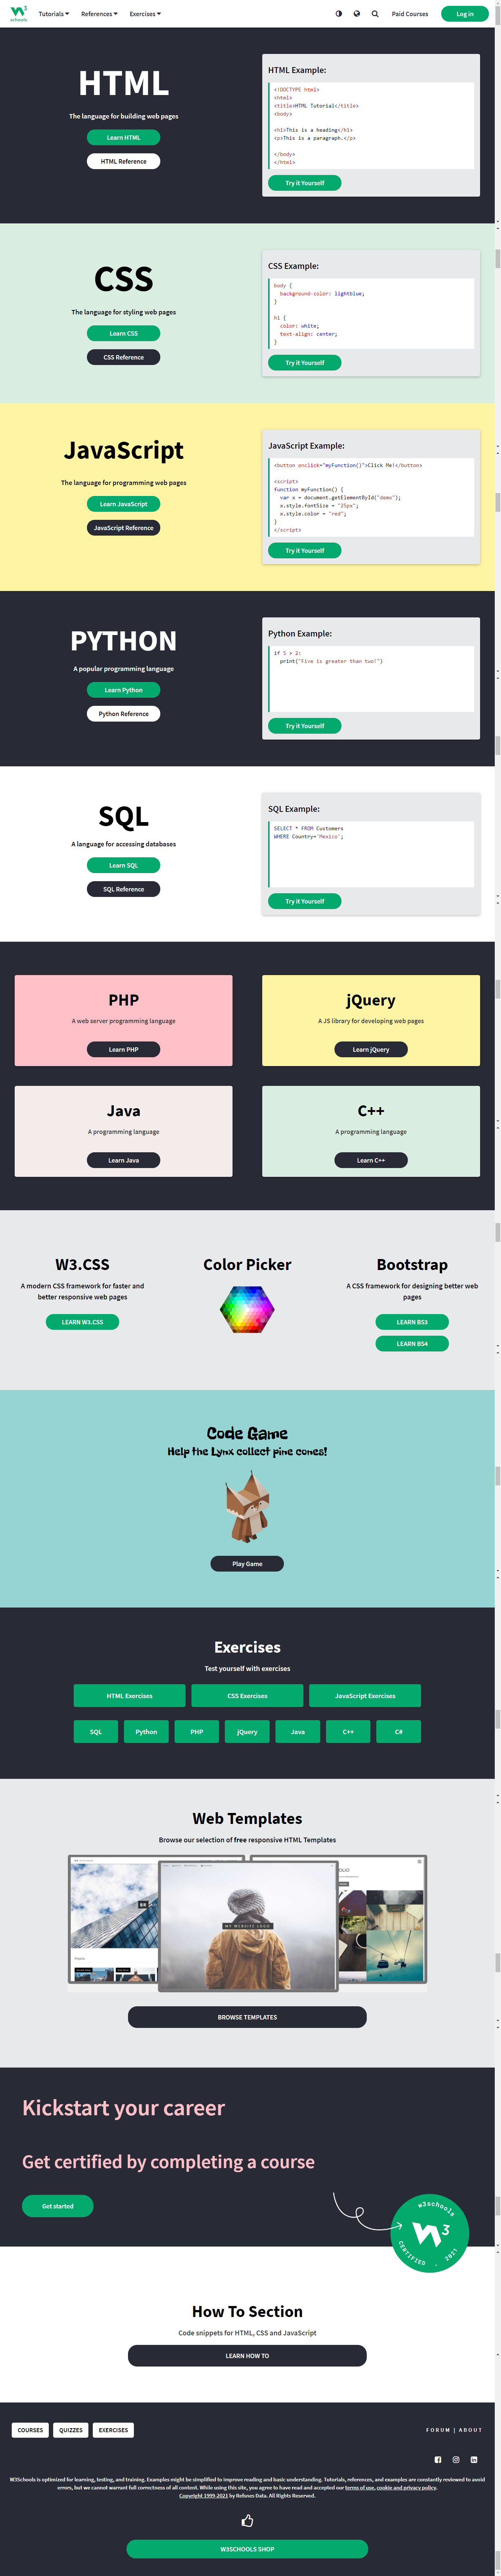 w3
schools
Tutorials
References
Exercises
Paid Courses
Log in
HTML
The language for building web pages
Learn HTML
HTML Reference
HTML Example:
<!DOCTYPE html>
<html>
<title>HTML Tutorial</title>
<body>
<h1>This is a heading</h1>
<p>This is a paragraph.</p>
</body>
</html>
Try it Yourself
CSS
The language for styling web pages
Learn CSS
CSS Reference
CSS Example:
body {
background-color: lightblue;
}
h1 {
color: white;
text-align: center;
}
Try it Yourself
JavaScript
The language for programming web pages
Learn JavaScript
JavaScript Reference
JavaScript Example:
<button onclick="myFunction()">Click Me!</button>
<script>
function myFunction() {
var x = document.getElementById("demo");
x.style.fontSize = "25px";
x.style.color = "red";
}
</script>
Try it Yourself
PYTHON
A popular programming language
Learn Python
Python Reference
Python Example:
if 5 > 2:
print("Five is greater than two!")
Try it Yourself
SQL
A language for accessing databases
Learn SQL
SQL Reference
SQL Example:
SELECT * FROM Customers
WHERE Country='Mexico';
Try it Yourself
PHP
A web server programming language
Learn PHP
jQuery
A JS library for developing web pages
Learn jQuery
Java
A programming language
Learn Java
C++
A programming language
Learn C++
W3.CSS
A modern CSS framework for faster and
better responsive web pages
LEARN W3.CSS
Color Picker
Bootstrap
A CSS framework for designing better web
pages
LEARN BS3
LEARN BS4
Code Game
Help the Lynx collect pine cones!
Play Game
Exercises
Test yourself with exercises
HTML Exercises
CSS Exercises
JavaScript Exercises
SQL
Python
PHP
jQuery
Java
C++
C#
Web Templates
Browse our selection of free responsive HTML Templates
BR
MY WEBSITE LOGO
BROWSE TEMPLATES
Kickstart your career
Get certified by completing a course
Get started
w3schools
w3
CERTIFIED . 2021
How To Section
Code snippets for HTML, CSS and JavaScript
LEARN HOW TO
COURSES
QUIZZES
EXERCISES
FORUM | ABOUT
W3Schools is optimized for learning, testing, and training. Examples might be simplified to improve reading and basic understanding. Tutorials, references, and examples are constantly reviewed to avoid
errors, but we cannot warrant full correctness of all content. While using this site, you agree to have read and accepted our terms of use, cookie and privacy policy.
Copyright 1999-2021 by Refsnes Data. All Rights Reserved.
W3SCHOOLS SHOP